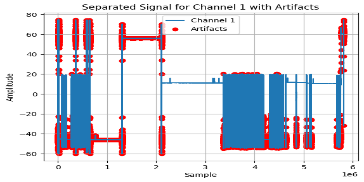 Separated Signal for Channel 1 with Artifacts
Channel 1
Artifacts
Amplitude
80
60
40
20
0
−20
−40
−60
0
1
2
3
4
5
6
1e6
Sample